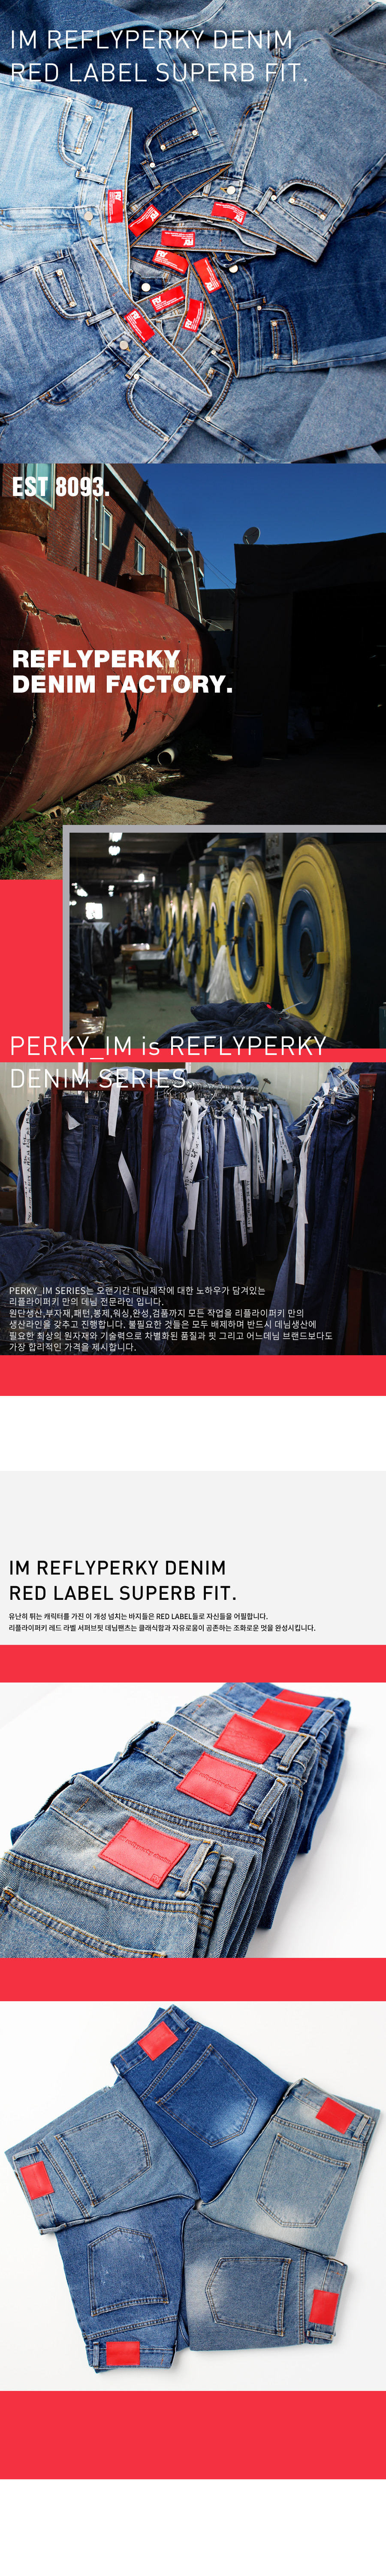 IM REFLYPERKY DENIM
RED LABEL SUPERB FIT.
EST 8093.
REFLYPERKY
DENIM FACTORY.
PERKY_IM is REFLYPERKY
DENIM SERIES.
PERKY_IM SERIES는 오랜기간 데님제작에 대한 노하우가 담겨있는
리플라이퍼키 만의 데님 전문라인 입니다.
원단생산,부자재,패턴,봉제,워싱,완성,검품까지 모든 작업을 리플라이퍼키 만의
생산라인을 갖추고 진행합니다. 불필요한 것들은 모두 배제하며 반드시 데님생산에
필요한 최상의 원자재와 기술력으로 차별화된 품질과 핏 그리고 어느데님 브랜드보다도
가장 합리적인 가격을 제시합니다.
IM REFLYPERKY DENIM
RED LABEL SUPERB FIT.
유난히 튀는 캐릭터를 가진 이 개성 넘치는 바지들은 RED LABEL들로 자신들을 어필합니다.
리플라이퍼키 레드 라벨 서퍼브핏 데님팬츠는 클래식함과 자유로움이 공존하는 조화로운 멋을 완성시킵니다.